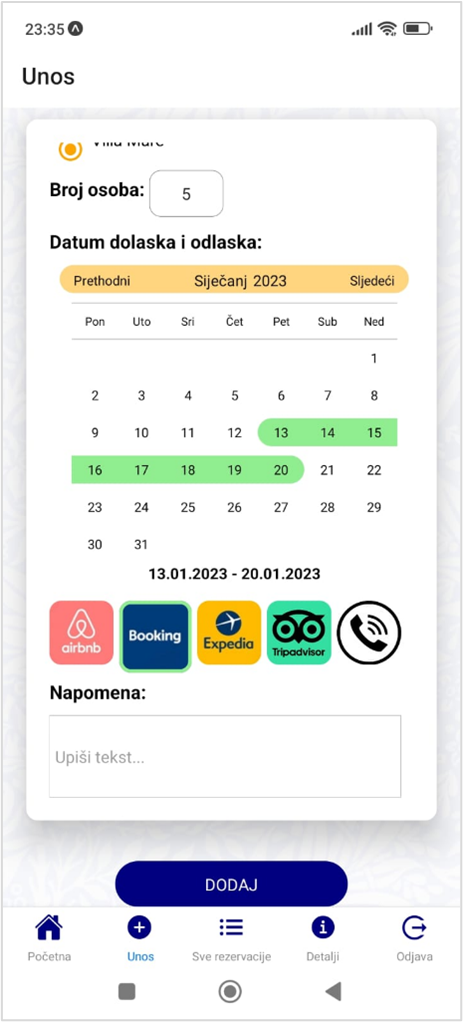 23:35
Unos
Broj osoba: 5
Datum dolaska i odlaska:
Prethodni Siječanj 2023 Sljedeći
Pon Uto Sri Čet Pet Sub Ned
1
2 3 4 5 6 7 8
9 10 11 12 13 14 15
16 17 18 19 20 21 22
23 24 25 26 27 28 29
30 31
13.01.2023 - 20.01.2023
airbnb Booking Expedia Tripadvisor
Napomena:
Upiši tekst...
DODAJ
Početna Unos Sve rezervacije Detalji Odjava